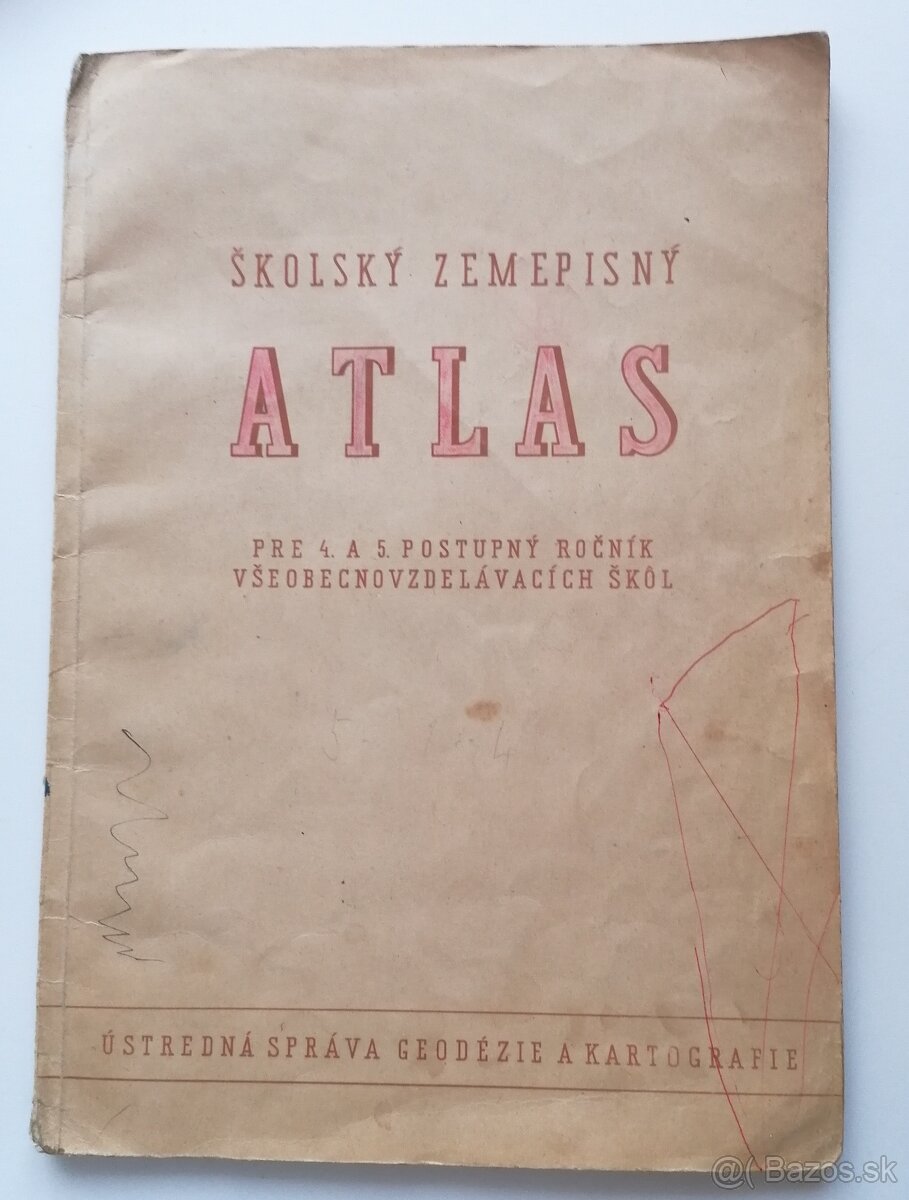 ŠKOLSKÝ ZEMEPISNÝ
ATLAS
PRE 4. A 5. POSTUPNÝ ROČNÍK
VŠEOBECNOVZDELÁVACÍCH ŠKÔL
ÚSTREDNÁ SPRÁVA GEODÉZIE A KARTOGRAFIE
@( Bazos.sk